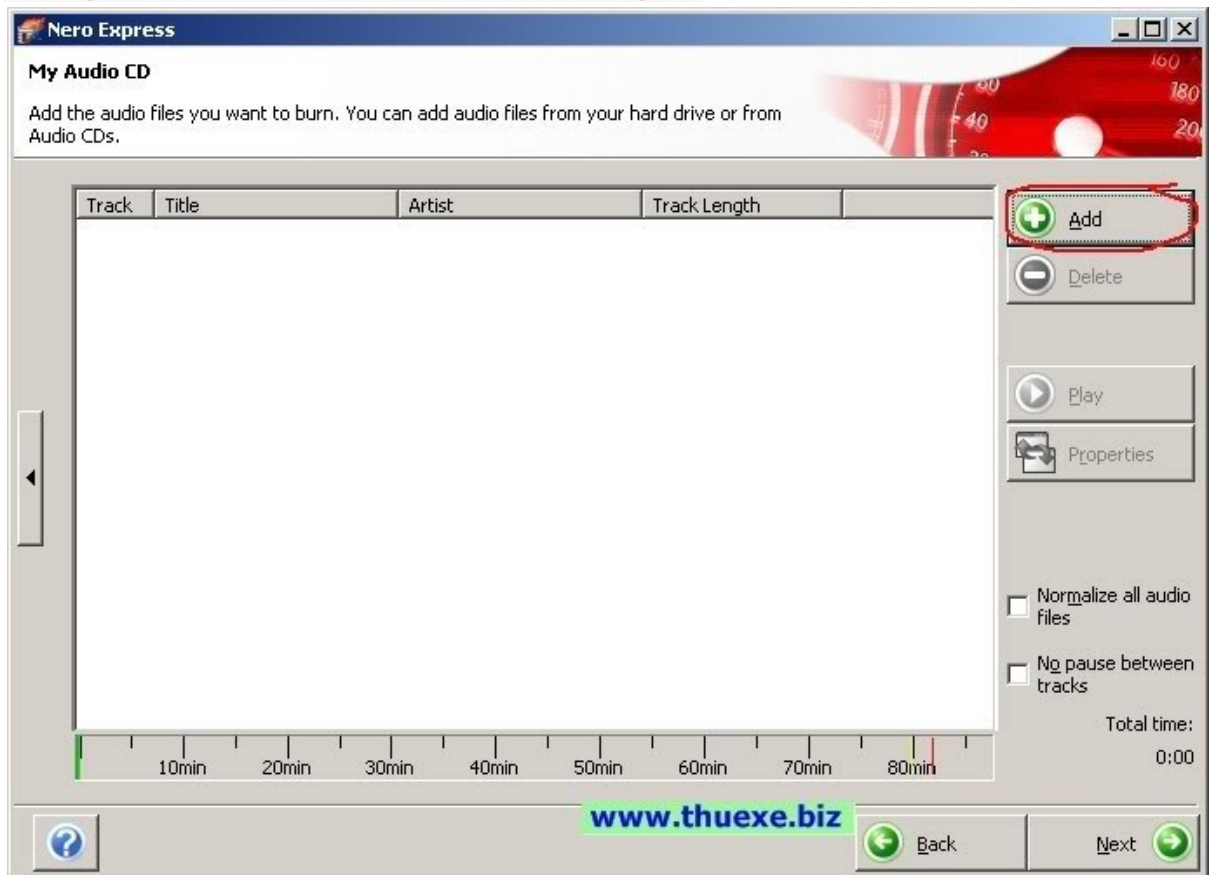 Nero Express
My Audio CD
160
Add the audio files you want to burn. You can add audio files from your hard drive or from
Audio CDs.
180
40
Track Title Artist Track Length
Add
Delete
Play
Properties
Normalize all audio
files
No pause between
tracks
Total time:
0:00
10min 20min 30min 40min 50min 60min 70min 80min
www.thuexe.biz
? Back Next